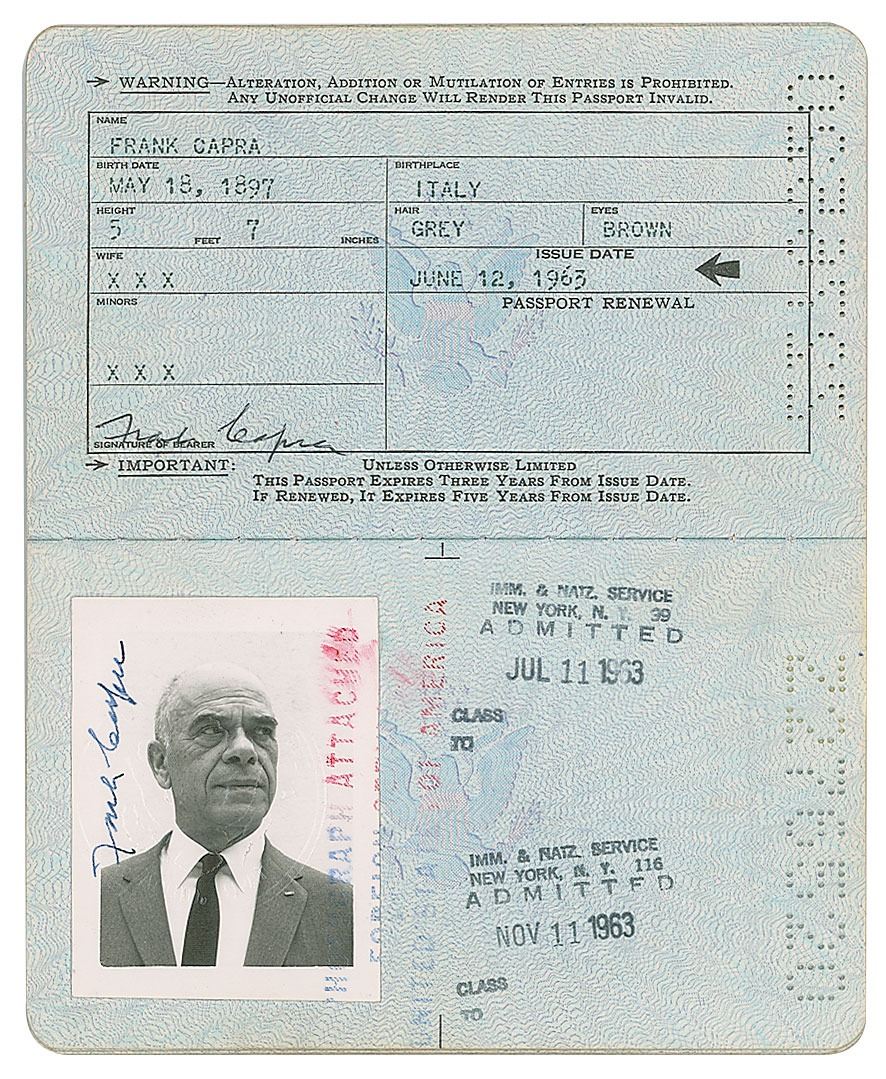 WARNING—ALTERATION, ADDITION OR MUTILATION OF ENTRIES IS PROHIBITED.
ANY UNOFFICIAL CHANGE WILL RENDER THIS PASSPORT INVALID.
NAME
FRANK CAPRA
BIRTH DATE
MAY 18, 1897
BIRTHPLACE
ITALY
HEIGHT
5 FEET 7 INCHES
HAIR
GREY
EYES
BROWN
WIFE
X X X
ISSUE DATE
JUNE 12, 1963
MINORS
X X X
PASSPORT RENEWAL
Frank Capra
SIGNATURE OF BEARER
IMPORTANT: UNLESS OTHERWISE LIMITED
THIS PASSPORT EXPIRES THREE YEARS FROM ISSUE DATE.
IF RENEWED, IT EXPIRES FIVE YEARS FROM ISSUE DATE.
Frank Capra
PHOTOGRAPH ATTACHED
OF AMERICA
IMM. & NATZ. SERVICE
NEW YORK, N. Y. 39
ADMITTED
JUL 11 1963
CLASS
TO
IMM. & NATZ. SERVICE
NEW YORK, N. Y. 116
ADMITTED
NOV 11 1963
CLASS
TO